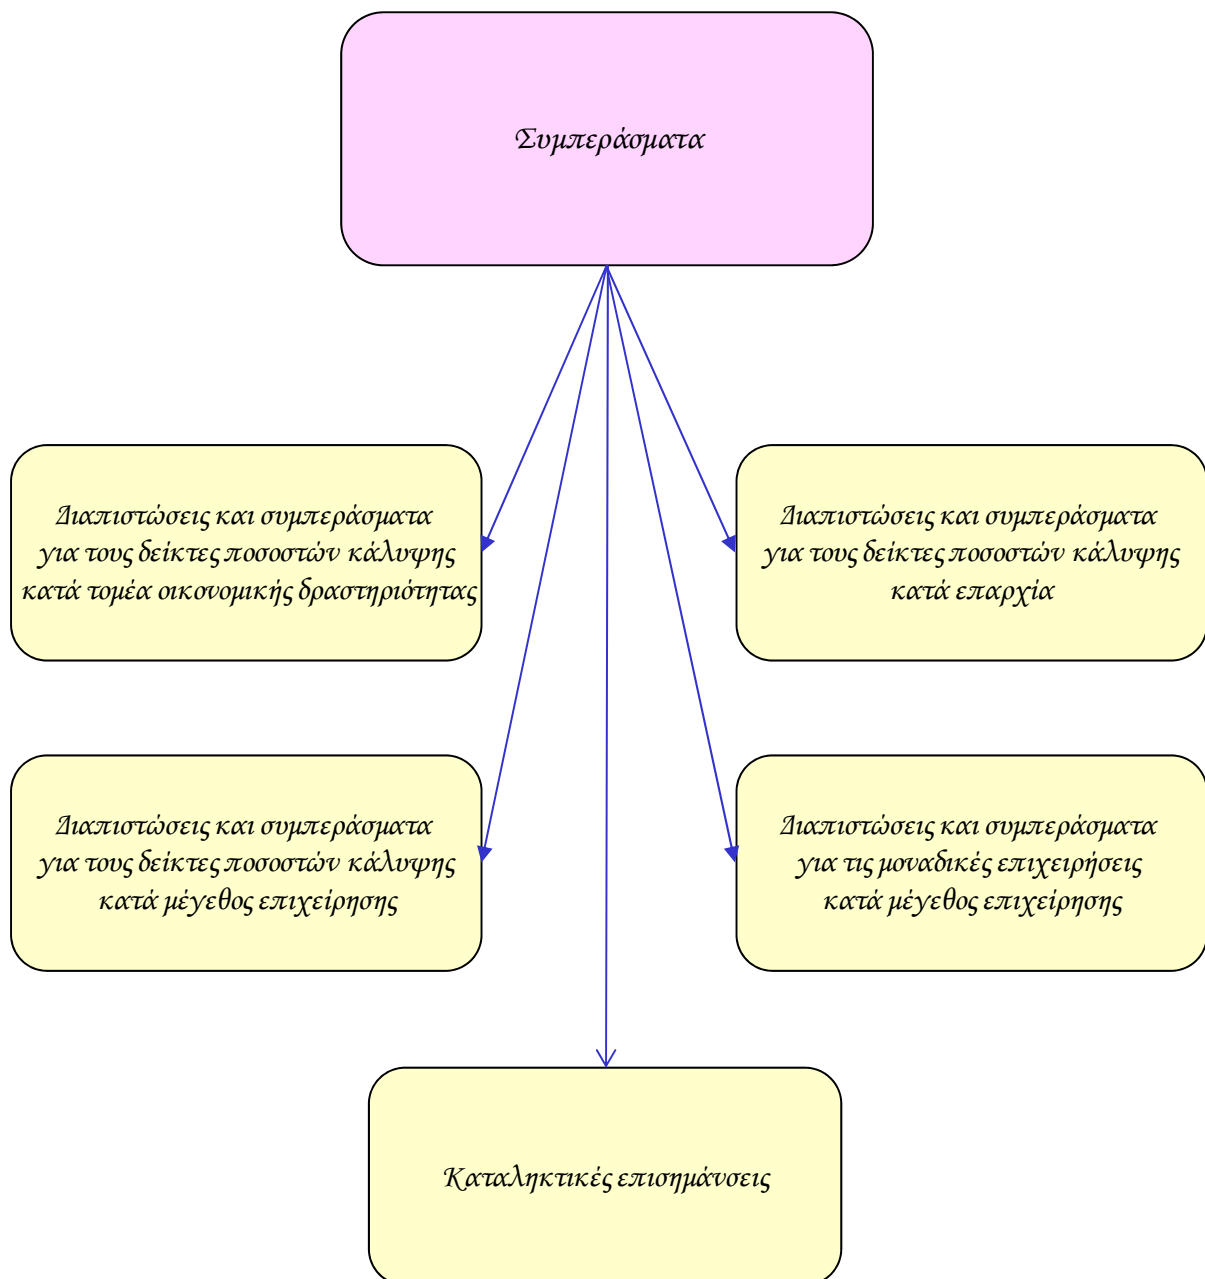 Συμπεράσματα
Διαπιστώσεις και συμπεράσματα
για τους δείκτες ποσοστών κάλυψης
κατά τομέα οικονομικής δραστηριότητας
Διαπιστώσεις και συμπεράσματα
για τους δείκτες ποσοστών κάλυψης
κατά επαρχία
Διαπιστώσεις και συμπεράσματα
για τους δείκτες ποσοστών κάλυψης
κατά μέγεθος επιχείρησης
Διαπιστώσεις και συμπεράσματα
για τις μοναδικές επιχειρήσεις
κατά μέγεθος επιχείρησης
Καταληκτικές επισημάνσεις